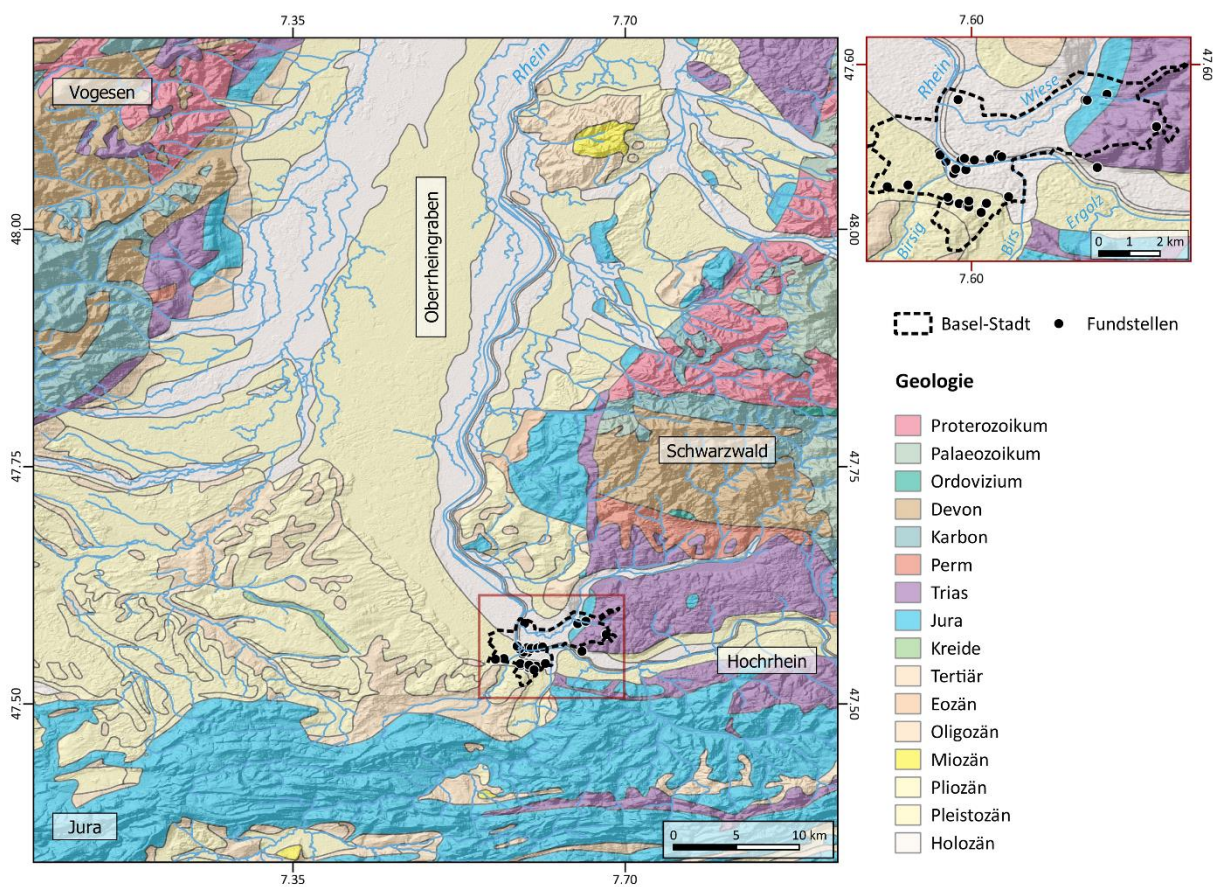 7.35
7.70
7.60
Vogesen
Rhein
Oberrheingraben
48.00
48.00
Schwarzwald
47.75
47.75
Hochrhein
47.50
47.50
Jura
0 5 10 km
7.35
7.70
47.60
47.60
Rhein
Wiese
Birsig
Birs
Ergolz
0 1 2 km
7.60
Basel-Stadt
Fundstellen
Geologie
Proterozoikum
Palaeozoikum
Ordovizium
Devon
Karbon
Perm
Trias
Jura
Kreide
Tertiär
Eozän
Oligozän
Miozän
Pliozän
Pleistozän
Holozän